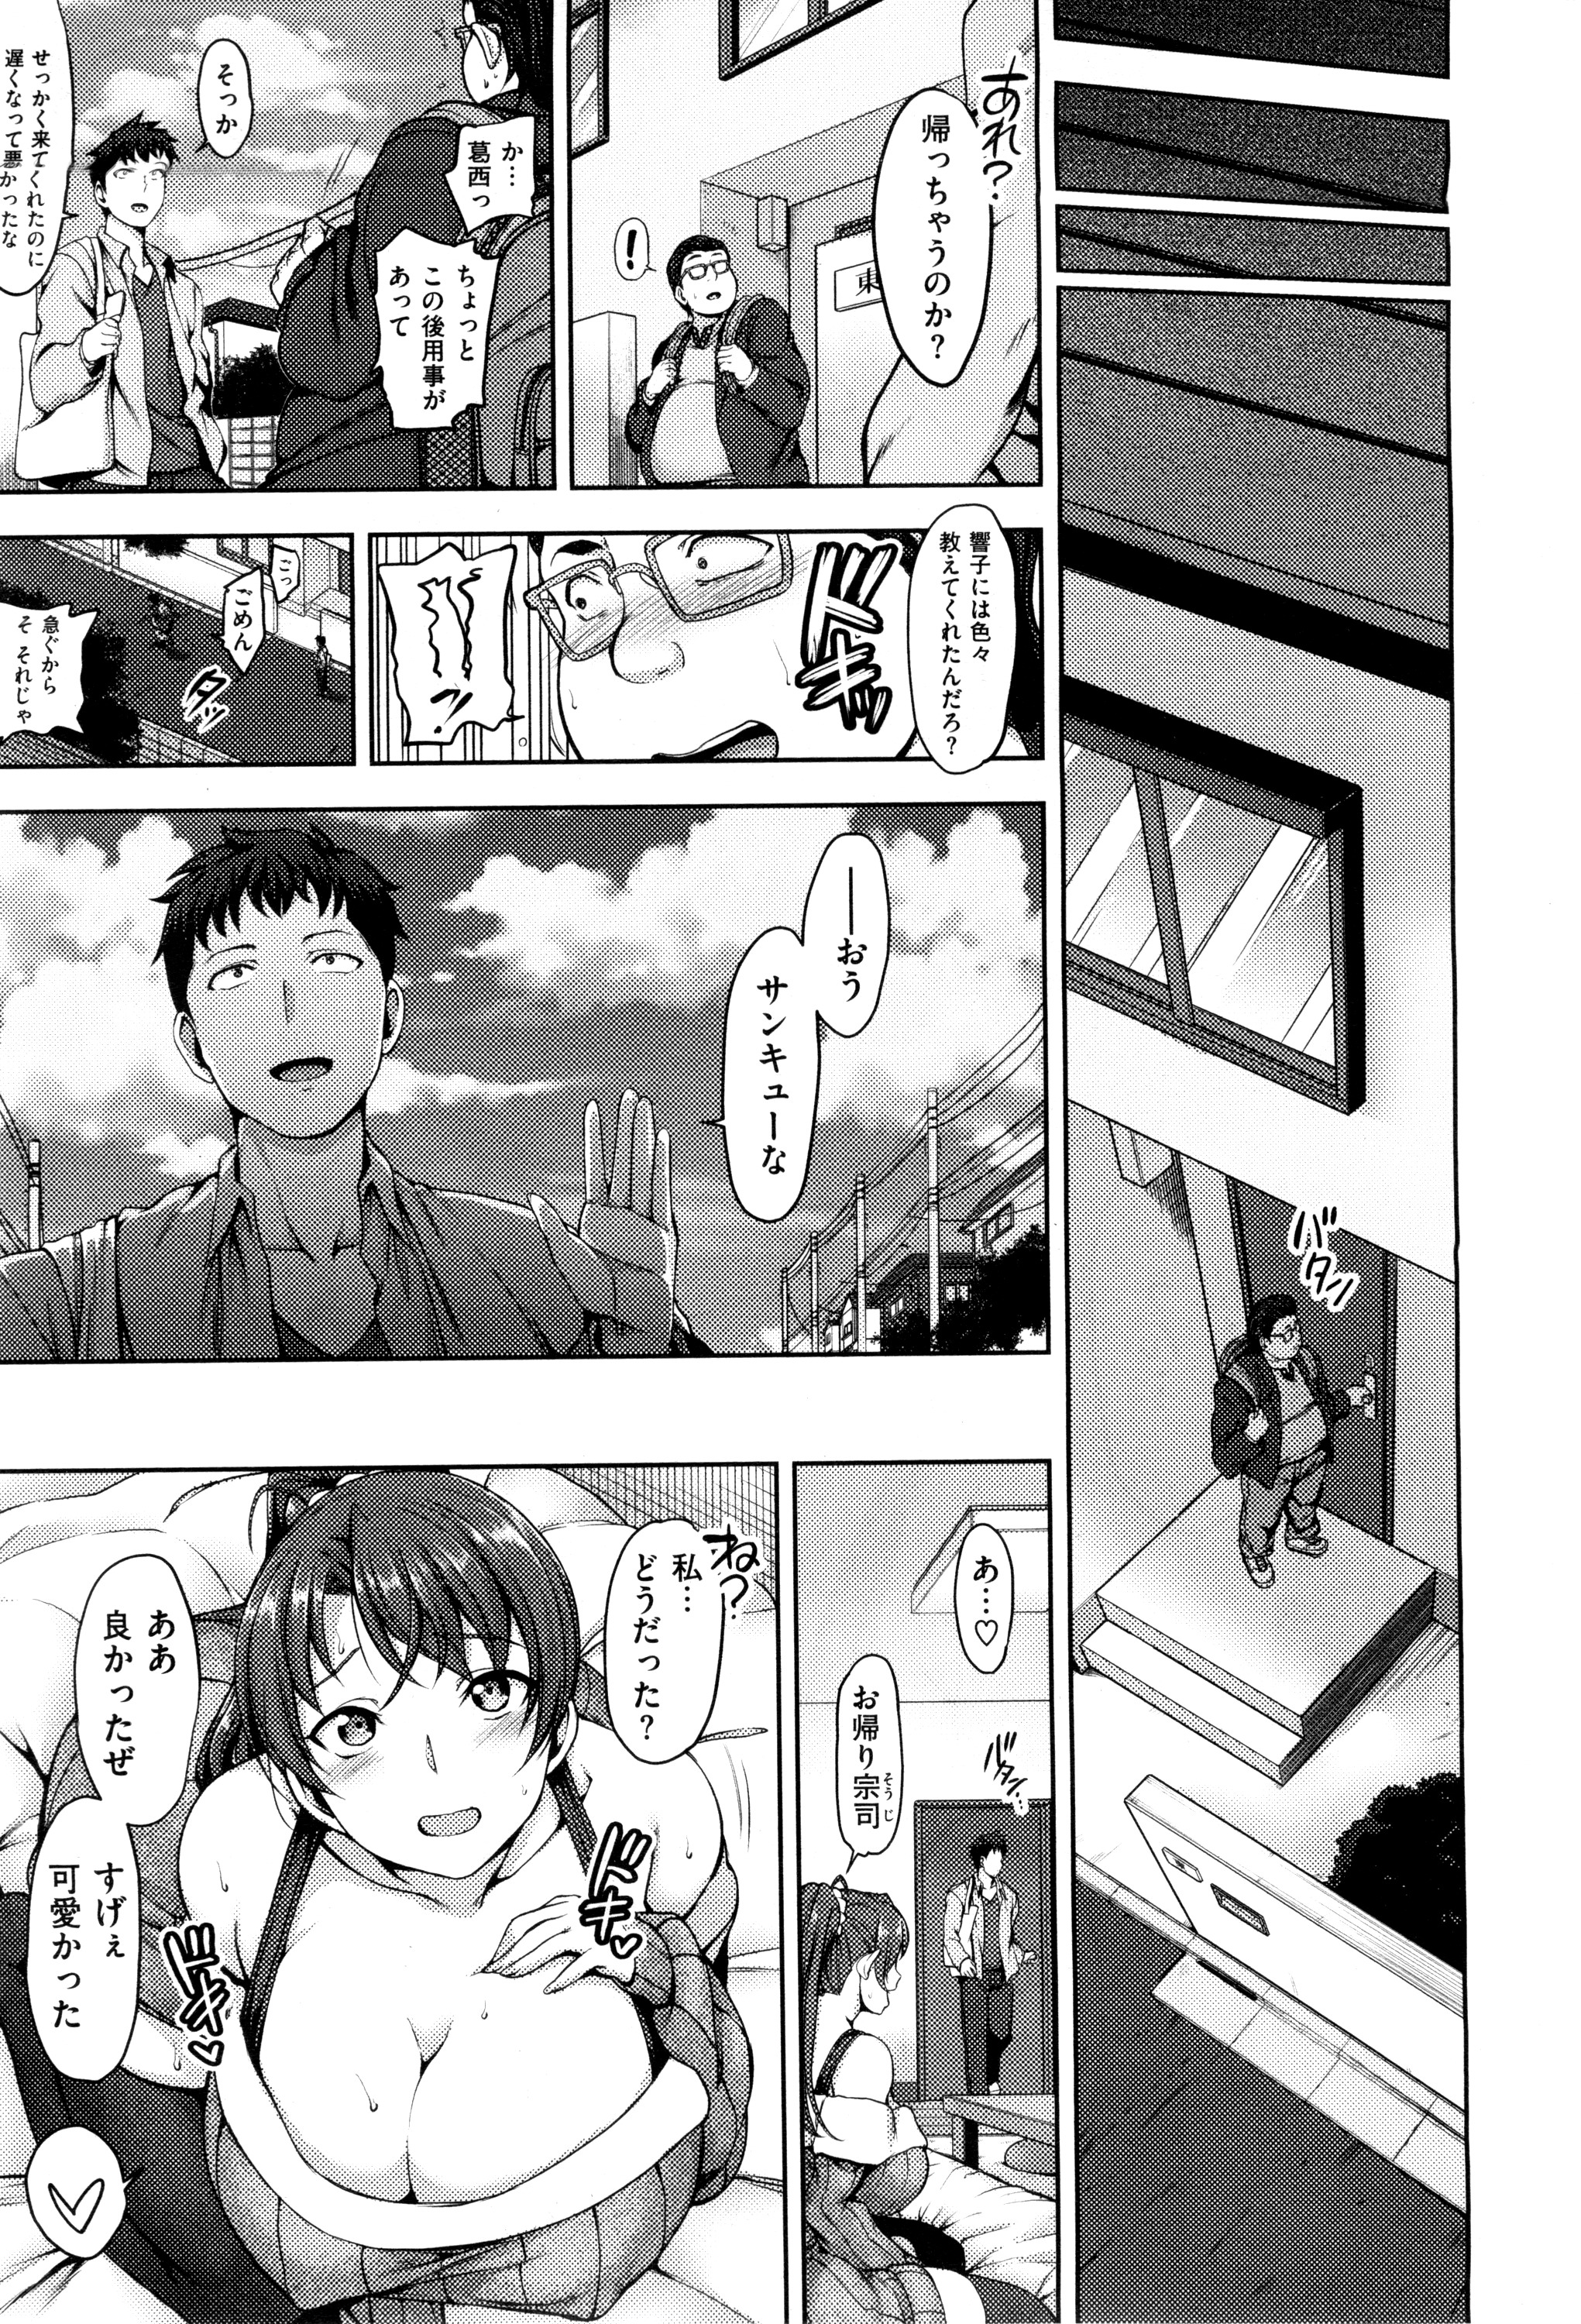 バタン
あれ?
帰っちゃうのか?
!
東
か…
葛西っ
ちょっと
この後用事が
あって
そっか
せっかく来てくれたのに
遅くなって悪かったな
響子には色々
教えてくれたんだろ?
ドキッ
?
ごっ
ごめん
急ぐから
そ それじゃ
タッ
──おう
サンキューな
バタン…
あ…♡
お帰り宗司
そうじ
ね?
私…
どうだった?
ドキ♡
ドキ♡
ああ
良かったぜ
すげぇ
可愛かった
♡